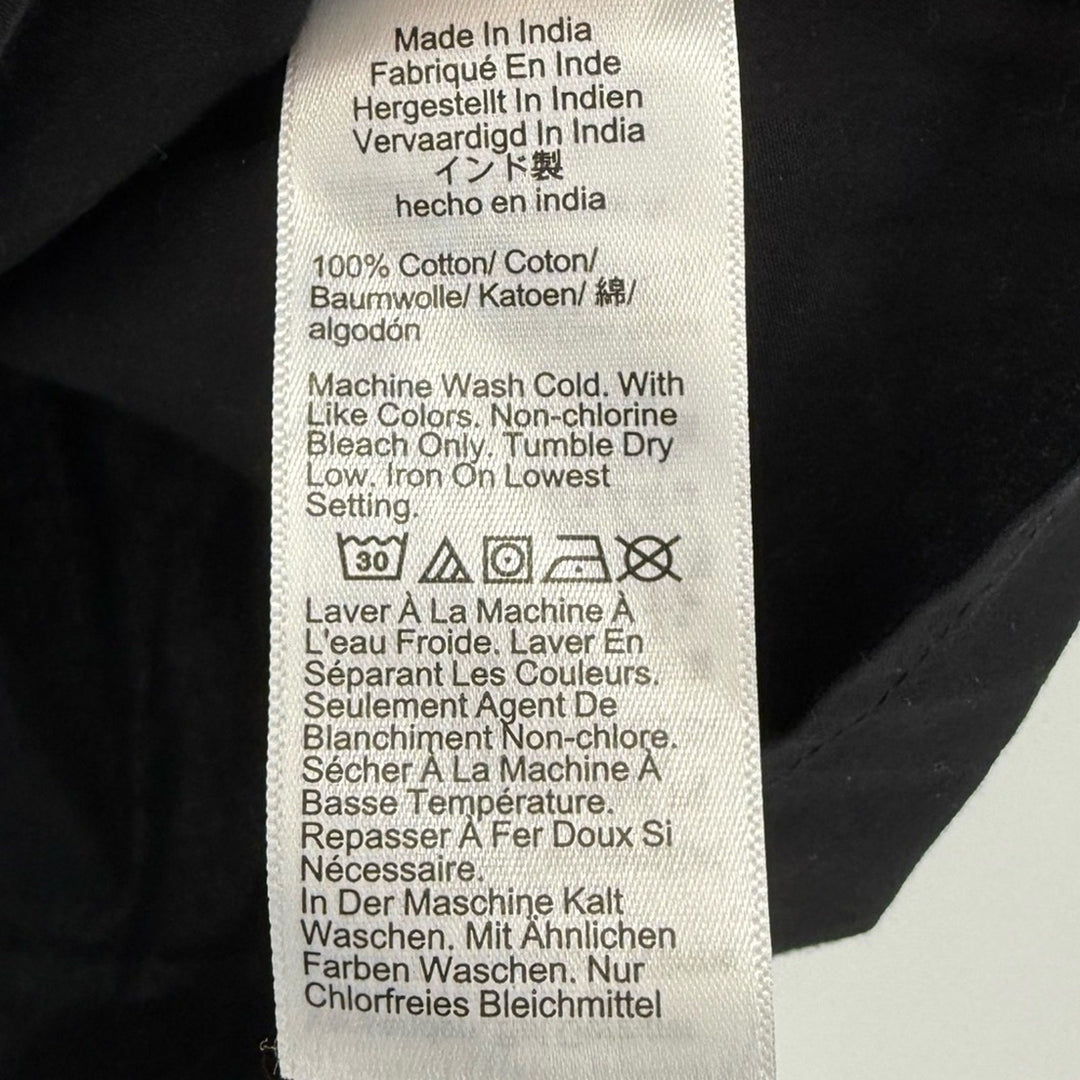 Made In India
Fabriqué En Inde
Hergestellt In Indien
Vervaardigd In India
インド製
hecho en india
100% Cotton/ Coton/
Baumwolle/ Katoen/ 綿/
algodón
Machine Wash Cold. With
Like Colors. Non-chlorine
Bleach Only. Tumble Dry
Low. Iron On Lowest
Setting.
30
Laver À La Machine À
L'eau Froide. Laver En
Séparant Les Couleurs.
Seulement Agent De
Blanchiment Non-chlore.
Sécher À La Machine À
Basse Température.
Repasser À Fer Doux Si
Nécessaire.
In Der Maschine Kalt
Waschen. Mit Ähnlichen
Farben Waschen. Nur
Chlorfreies Bleichmittel